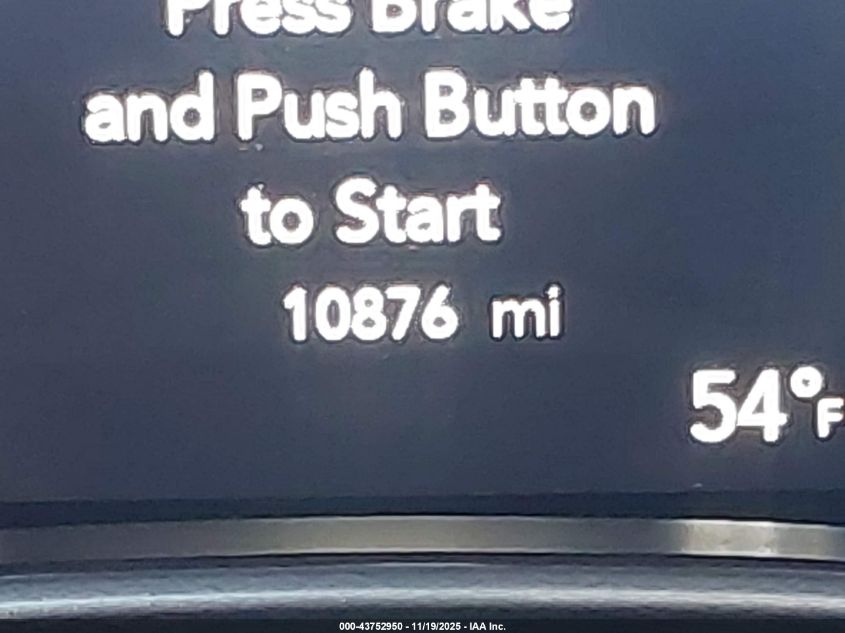 Press Brake
and Push Button
to Start
10876 mi
54°F
000-43752950 - 11/19/2025 - IAA Inc.